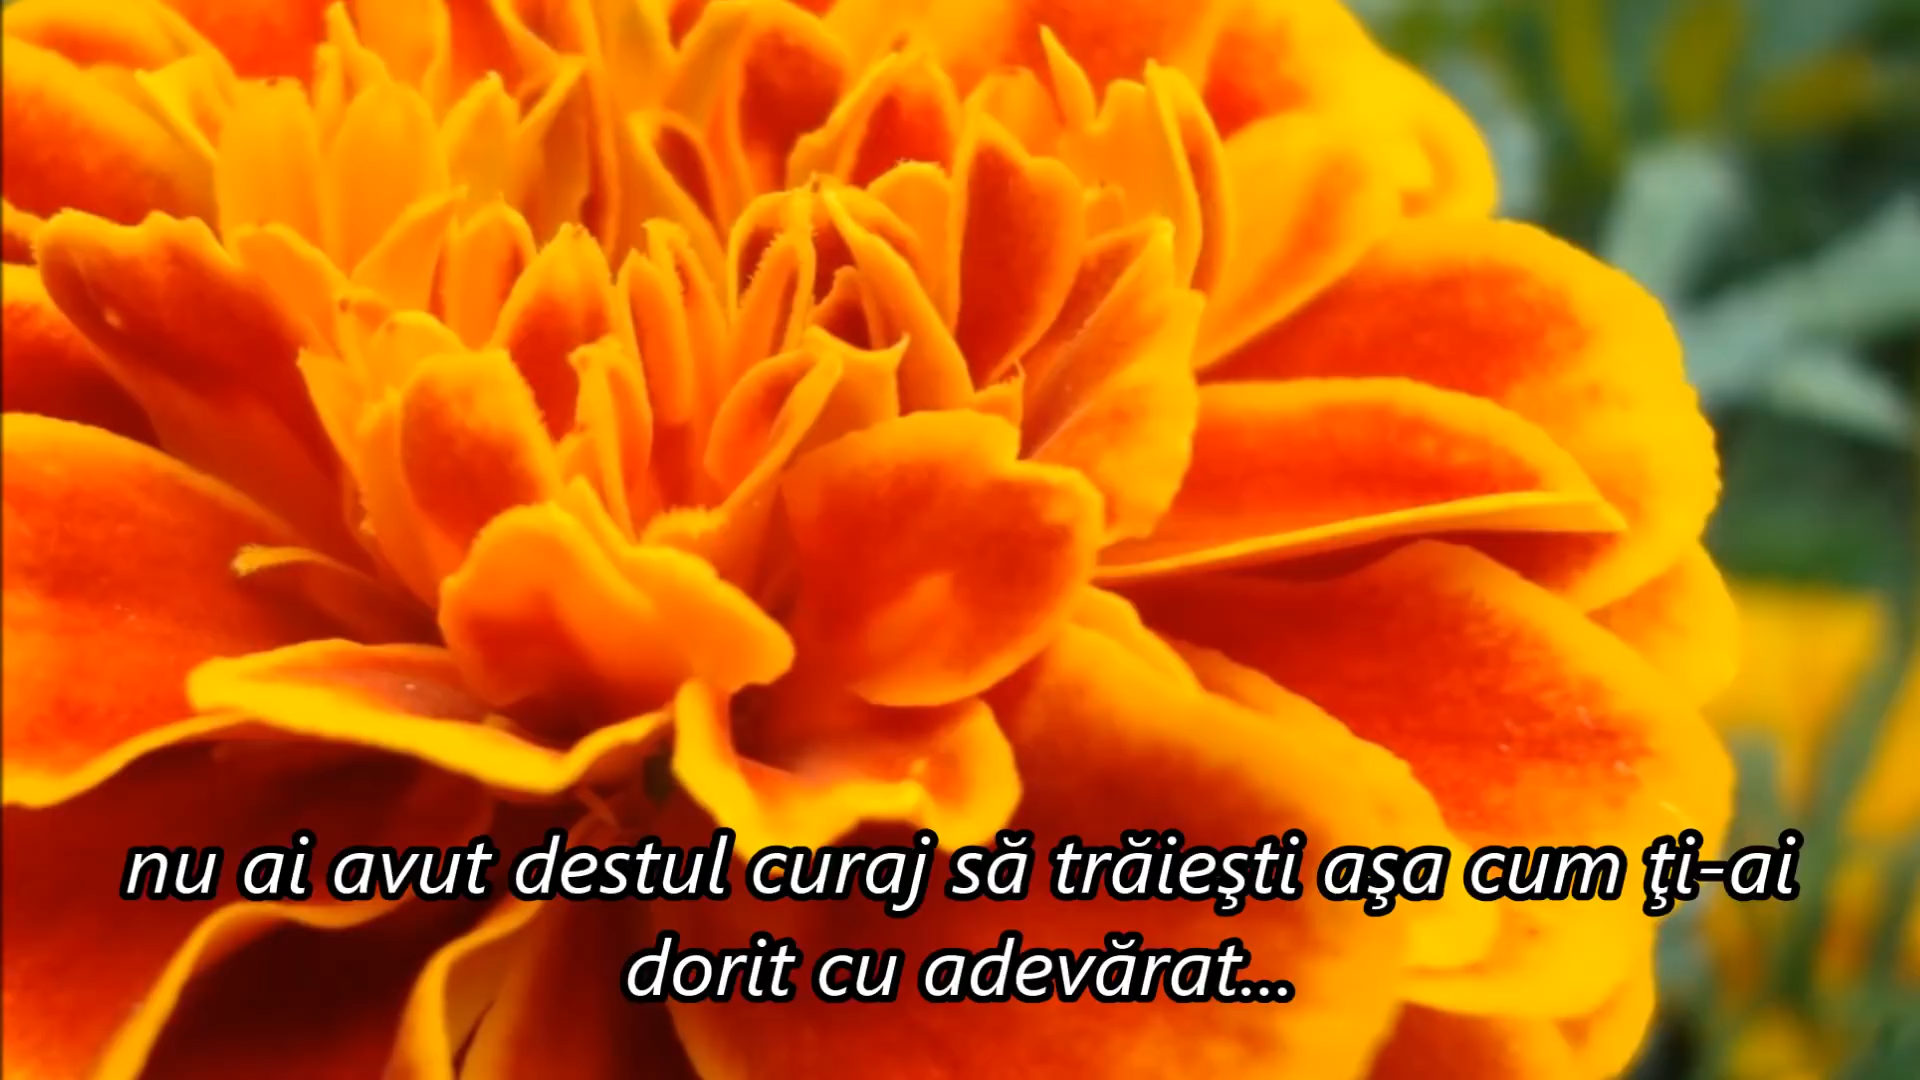 nu ai avut destul curaj să trăieşti aşa cum ţi-ai
dorit cu adevărat...